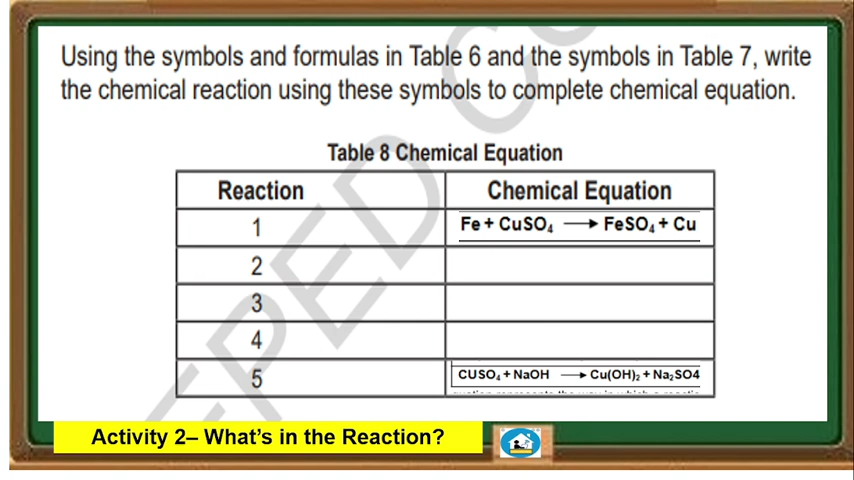 Using the symbols and formulas in Table 6 and the symbols in Table 7, write
the chemical reaction using these symbols to complete chemical equation.
Table 8 Chemical Equation
Reaction Chemical Equation
1 Fe + CuSO₄ ⟶ FeSO₄ + Cu
2
3
4
5 CUSO₄ + NaOH ⟶ Cu(OH)₂ + Na₂SO4
Activity 2– What's in the Reaction?